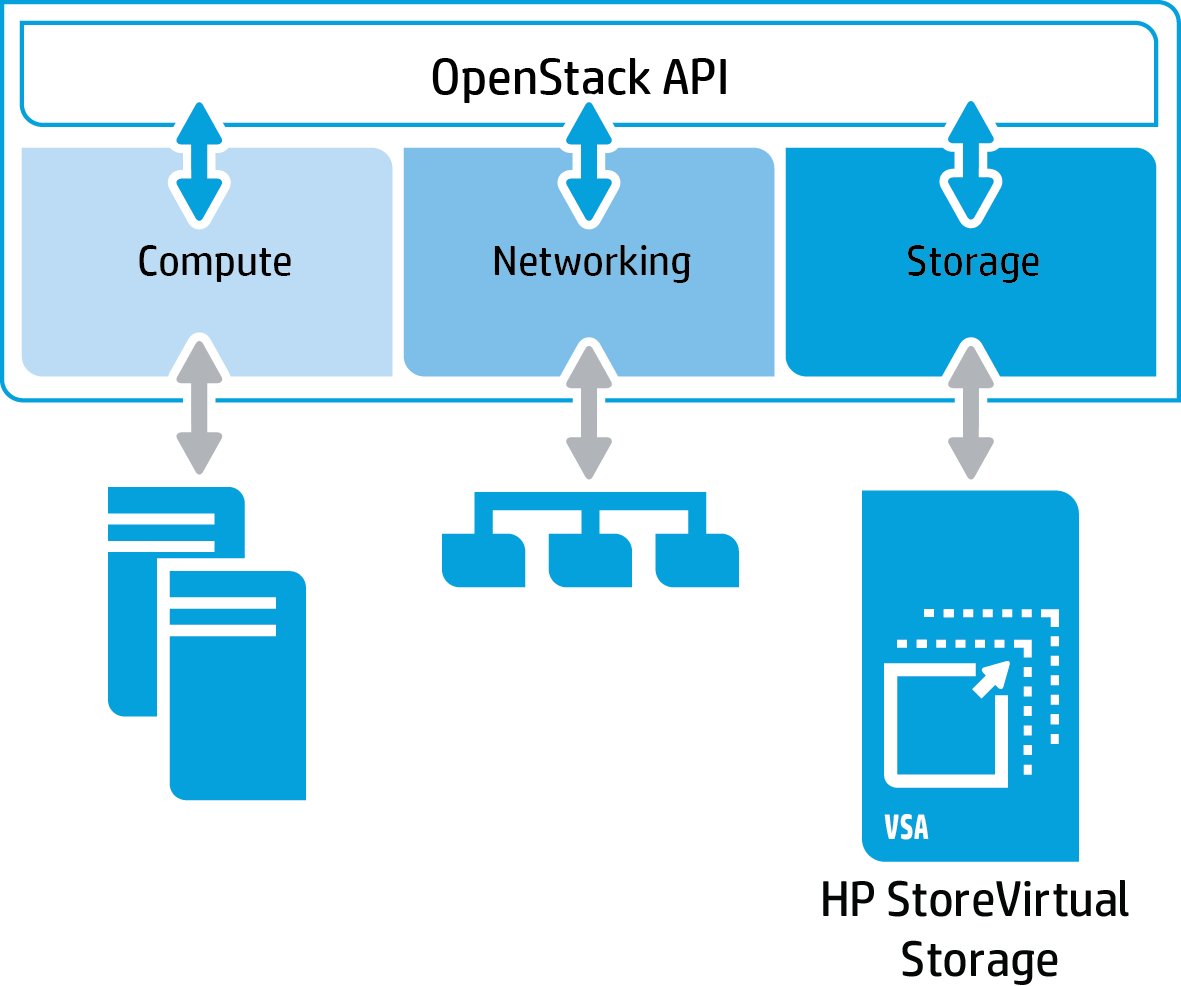 OpenStack API
Compute
Networking
Storage
VSA
HP StoreVirtual
Storage